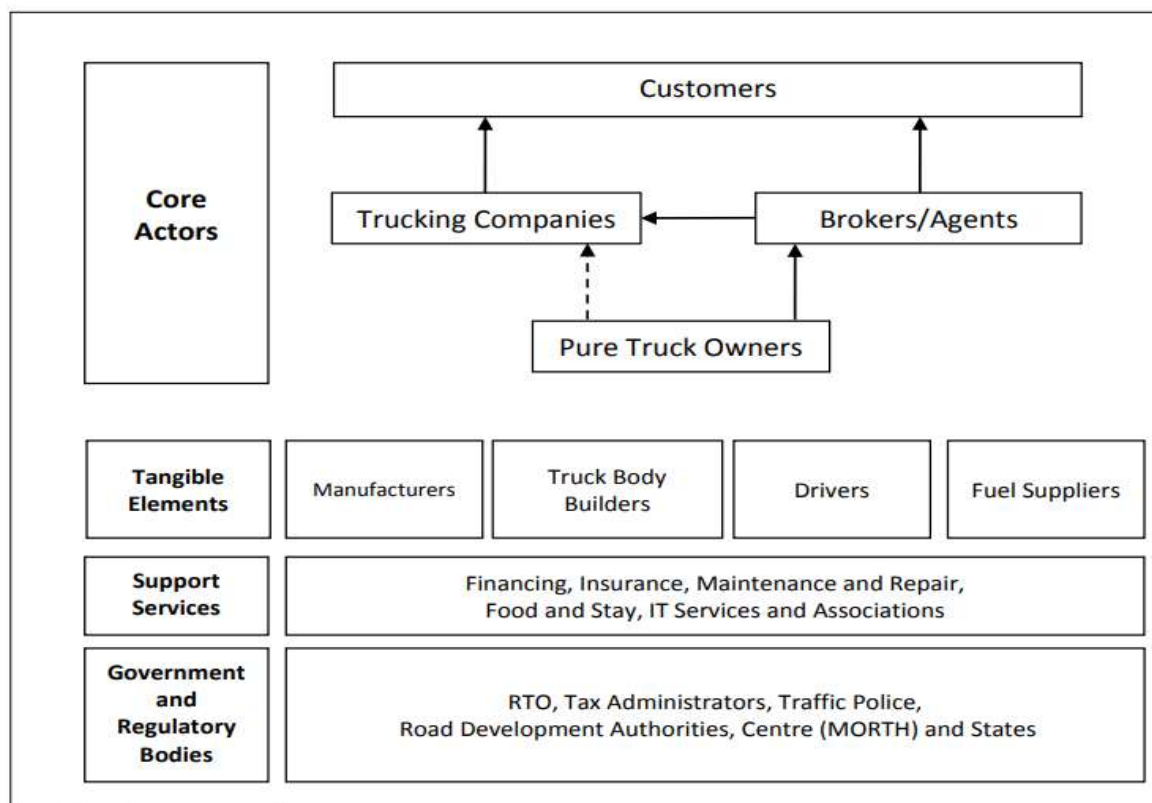 Core
Actors
Customers
Trucking Companies
Brokers/Agents
Pure Truck Owners
Tangible
Elements
Manufacturers
Truck Body
Builders
Drivers
Fuel Suppliers
Support
Services
Financing, Insurance, Maintenance and Repair,
Food and Stay, IT Services and Associations
Government
and
Regulatory
Bodies
RTO, Tax Administrators, Traffic Police,
Road Development Authorities, Centre (MORTH) and States